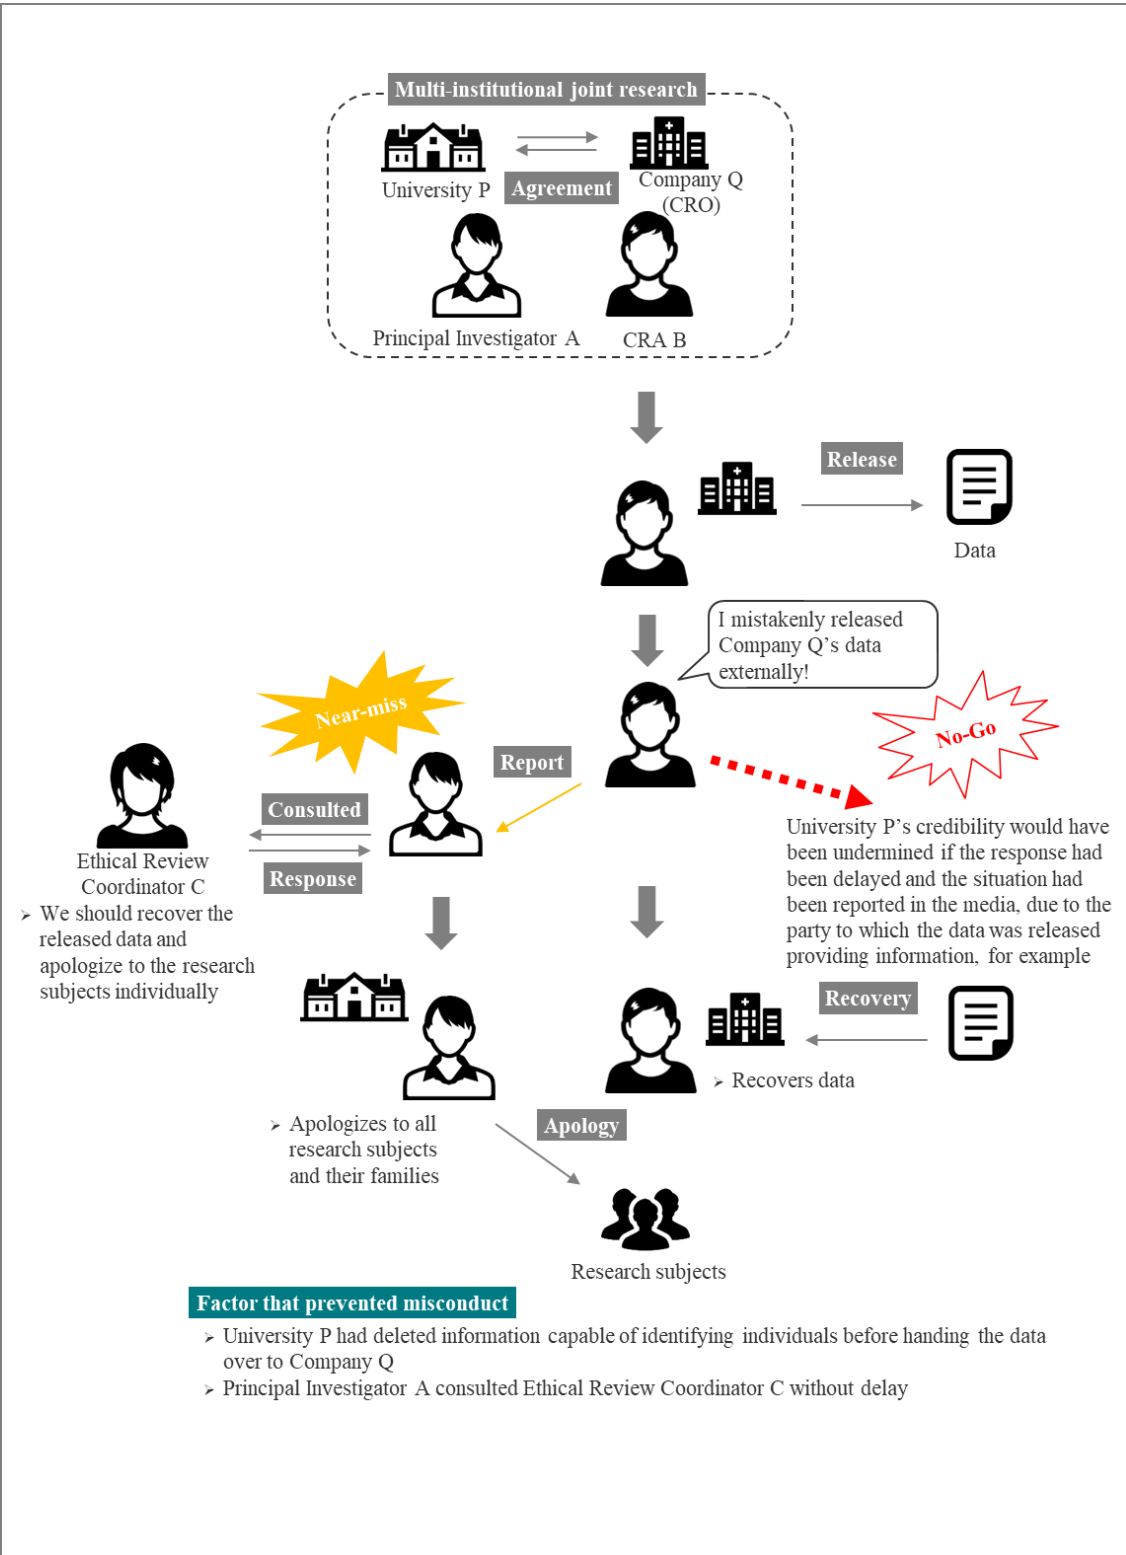 Multi-institutional joint research
University P
Agreement
Company Q
(CRO)
Principal Investigator A
CRA B
Release
Data
I mistakenly released
Company Q’s data
externally!
Near-miss
No-Go
Report
Consulted
Response
Ethical Review
Coordinator C
➢ We should recover the
released data and
apologize to the research
subjects individually
University P’s credibility would have
been undermined if the response had
been delayed and the situation had
been reported in the media, due to the
party to which the data was released
providing information, for example
Recovery
➢ Recovers data
➢ Apologizes to all
research subjects
and their families
Apology
Research subjects
Factor that prevented misconduct
➢ University P had deleted information capable of identifying individuals before handing the data
over to Company Q
➢ Principal Investigator A consulted Ethical Review Coordinator C without delay